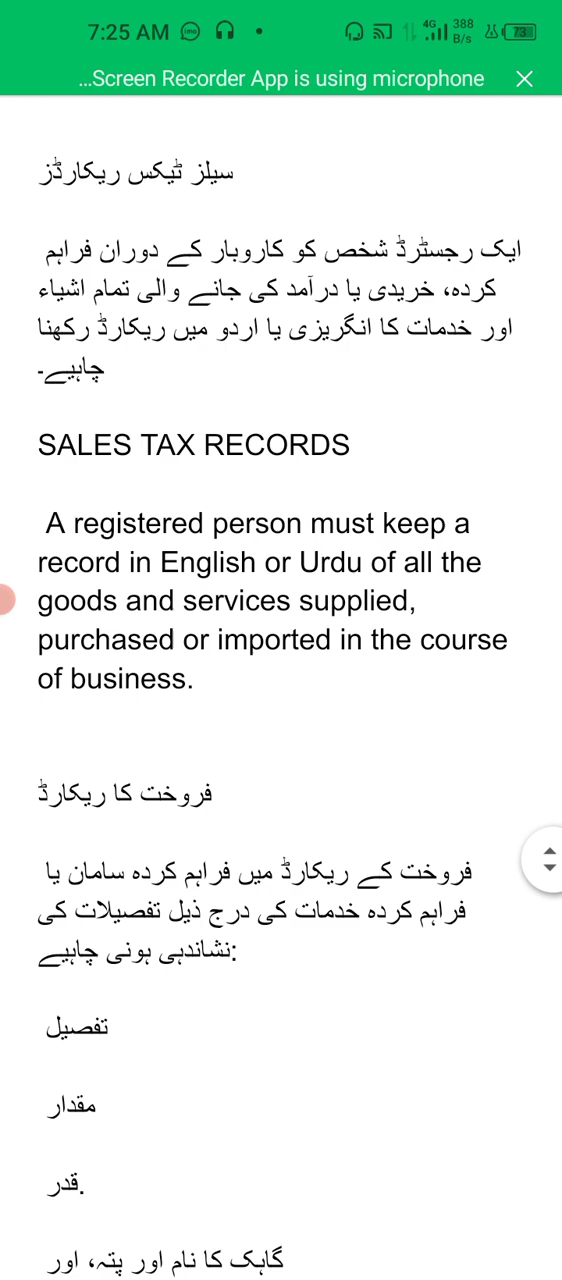 7:25 AM
4G 388 B/s 73
...Screen Recorder App is using microphone
سیلز ٹیکس ریکارڈز
ایک رجسٹرڈ شخص کو کاروبار کے دوران فراہم
کردہ، خریدی یا درآمد کی جانے والی تمام اشیاء
اور خدمات کا انگریزی یا اردو میں ریکارڈ رکھنا
چاہیے۔
SALES TAX RECORDS
A registered person must keep a
record in English or Urdu of all the
goods and services supplied,
purchased or imported in the course
of business.
فروخت کا ریکارڈ
فروخت کے ریکارڈ میں فراہم کردہ سامان یا
فراہم کردہ خدمات کی درج ذیل تفصیلات کی
نشاندہی ہونی چاہیے:
تفصیل
مقدار
قدر.
گاہک کا نام اور پتہ، اور